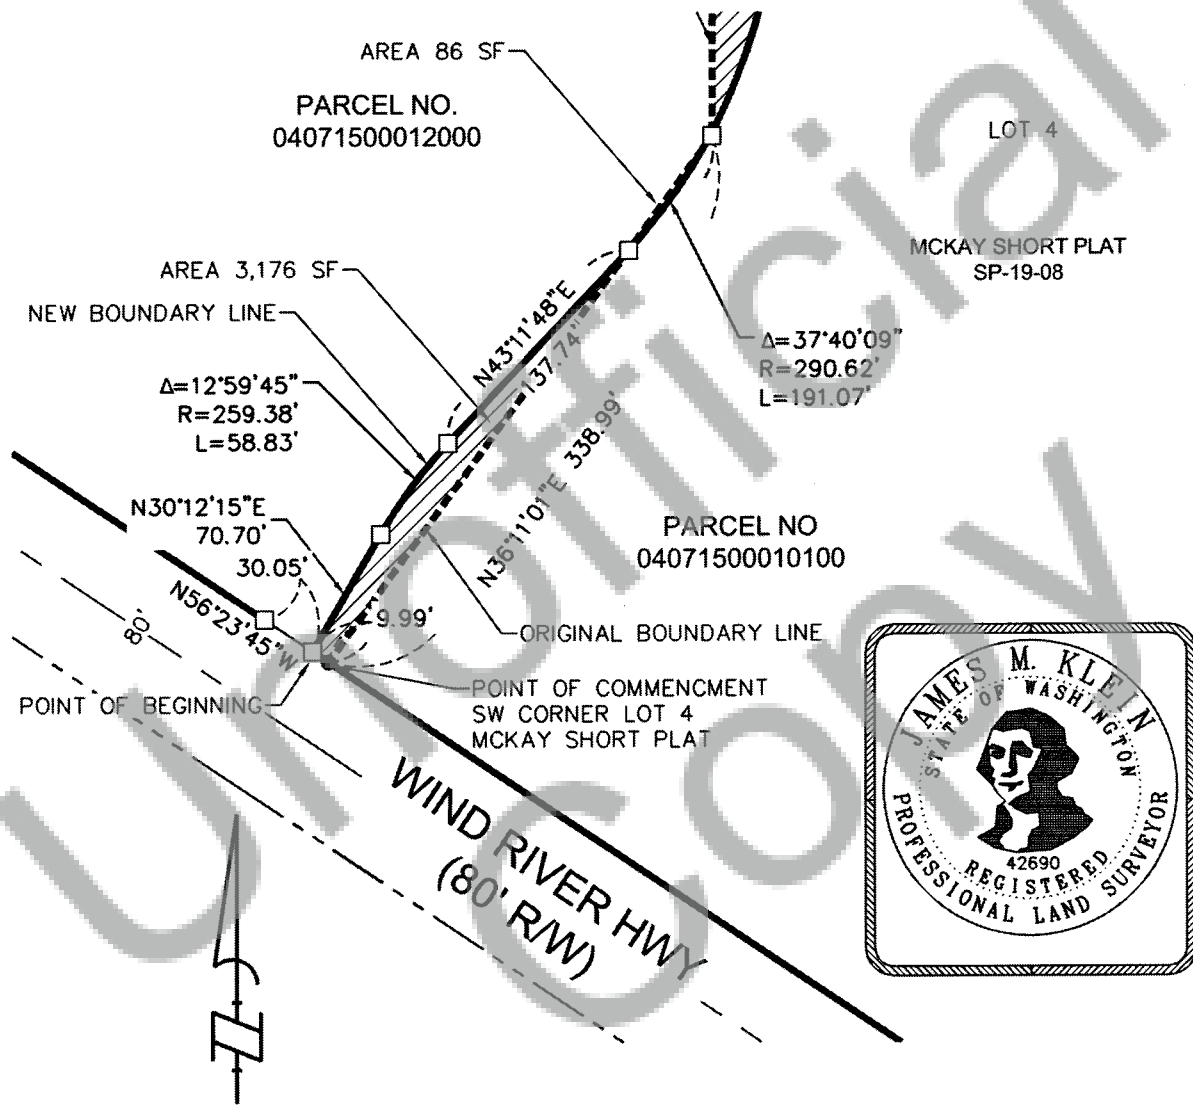 AREA 86 SF
PARCEL NO.
04071500012000
LOT 4
MCKAY SHORT PLAT
SP-19-08
AREA 3,176 SF
NEW BOUNDARY LINE
N43°11'48"E
137.74'
Δ=37°40'09"
R=290.62'
L=191.07'
Δ=12°59'45"
R=259.38'
L=58.83'
N36°11'01"E 338.99'
N30°12'15"E
70.70'
30.05'
PARCEL NO
04071500010100
N56°23'45"W
80'
9.99'
ORIGINAL BOUNDARY LINE
POINT OF BEGINNING
POINT OF COMMENCMENT
SW CORNER LOT 4
MCKAY SHORT PLAT
WIND RIVER HWY
(80' R/W)
JAMES M. KLEIN
STATE OF WASHINGTON
42690
REGISTERED
PROFESSIONAL LAND SURVEYOR
N
Unofficial
Copy